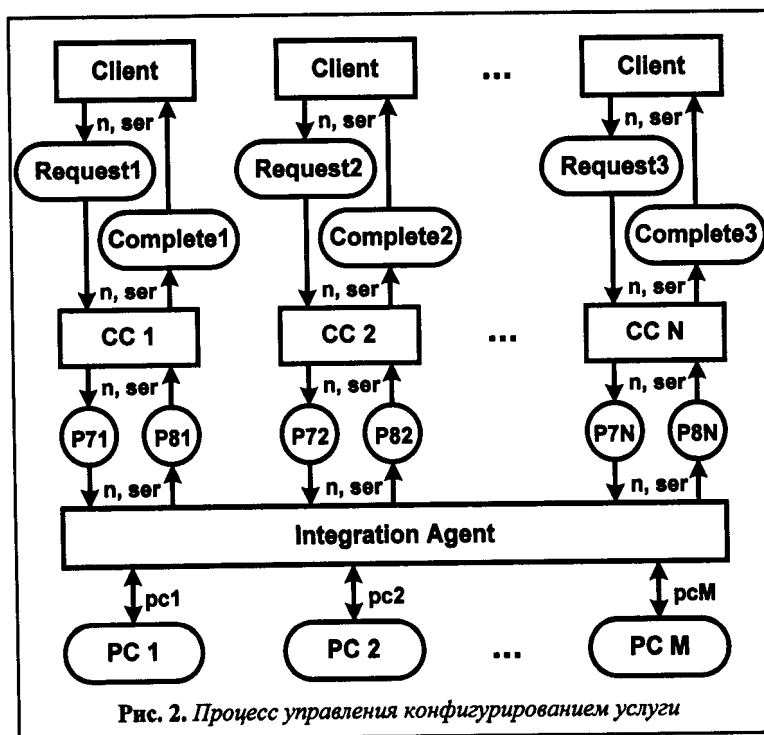 Client Client ... Client
n, ser n, ser n, ser
Request1 Request2 Request3
Complete1 Complete2 Complete3
n, ser n, ser n, ser
CC 1 CC 2 ... CC N
n, ser n, ser n, ser
P71 P81 P72 P82 P7N P8N
n, ser n, ser n, ser
Integration Agent
pc1 pc2 pcM
PC 1 PC 2 ... PC M
Рис. 2. Процесс управления конфигурированием услуги